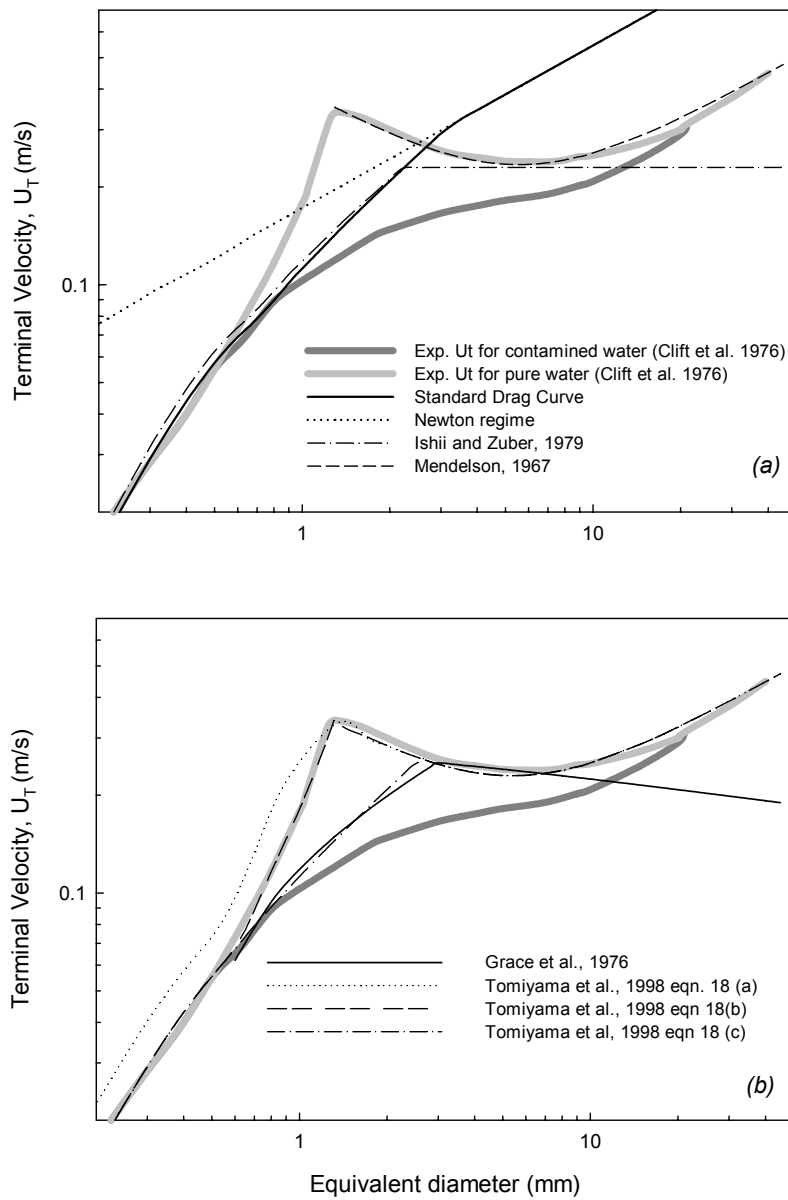 Terminal Velocity, U_T (m/s)
0.1
Exp. Ut for contamined water (Clift et al. 1976)
Exp. Ut for pure water (Clift et al. 1976)
Standard Drag Curve
Newton regime
Ishii and Zuber, 1979
Mendelson, 1967
(a)
1 10
Terminal Velocity, U_T (m/s)
0.1
Grace et al., 1976
Tomiyama et al., 1998 eqn. 18 (a)
Tomiyama et al., 1998 eqn 18(b)
Tomiyama et al, 1998 eqn 18 (c)
(b)
1 10
Equivalent diameter (mm)